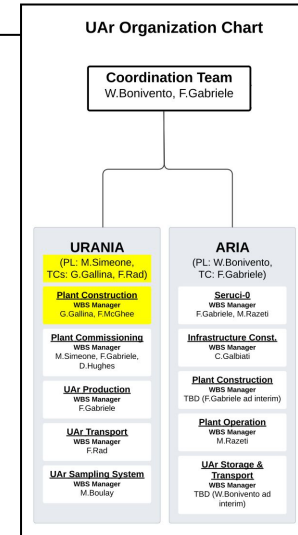 UAr Organization Chart
Coordination Team
W.Bonivento, F.Gabriele
URANIA
(PL: M.Simeone,
TCs: G.Gallina, F.Rad)
Plant Construction
WBS Manager
G.Gallina, F.McGhee
Plant Commissioning
WBS Manager
M.Simeone, F.Gabriele,
D.Hughes
UAr Production
WBS Manager
F.Gabriele
UAr Transport
WBS Manager
F.Rad
UAr Sampling System
WBS Manager
M.Boulay
ARIA
(PL: W.Bonivento,
TC: F.Gabriele)
Seruci-0
WBS Manager
F.Gabriele, M.Razeti
Infrastructure Const.
WBS Manager
C.Galbiati
Plant Construction
WBS Manager
TBD (F.Gabriele ad interim)
Plant Operation
WBS Manager
M.Razeti
UAr Storage &
Transport
WBS Manager
TBD (W.Bonivento ad
interim)